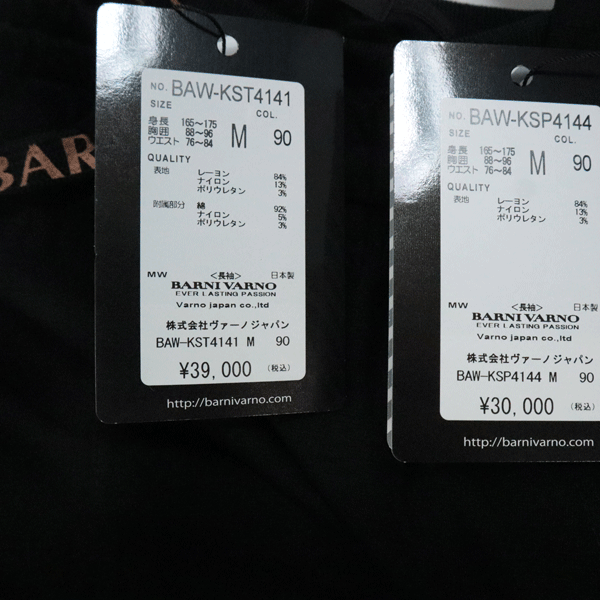 BAR
NO. BAW-KST4141
SIZE COL.
身長 165～175
胸囲 88～96 M 90
ウエスト 76～84
QUALITY
表地 レーヨン 84%
ナイロン 13%
ポリウレタン 3%
附属部分 綿 92%
ナイロン 5%
ポリウレタン 3%
MW <長袖> 日本製
BARNI VARNO
EVER LASTING PASSION
Varno japan co.,ltd
株式会社ヴァーノジャパン
BAW-KST4141 M 90
¥39,000 (税込)
http://barnivarno.com
NO. BAW-KSP4144
SIZE COL.
身長 165～175
胸囲 88～96 M 90
ウエスト 76～84
QUALITY
表地 レーヨン 84%
ナイロン 13%
ポリウレタン 3%
MW <長袖> 日本製
BARNI VARNO
EVER LASTING PASSION
Varno japan co.,ltd
株式会社ヴァーノジャパン
BAW-KSP4144 M 90
¥30,000 (税込)
http://barnivarno.com